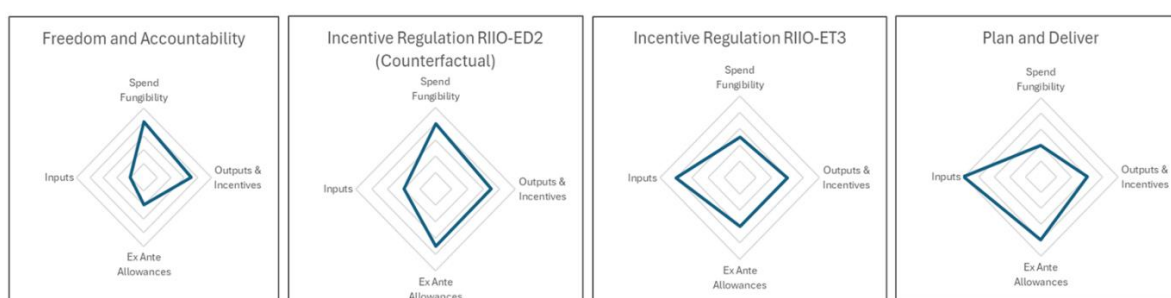 Freedom and Accountability
Spend
Fungibility
Inputs
Outputs &
Incentives
Ex Ante
Allowances
Incentive Regulation RIIO-ED2
(Counterfactual)
Spend
Fungibility
Inputs
Outputs &
Incentives
Ex Ante
Allowances
Incentive Regulation RIIO-ET3
Spend
Fungibility
Inputs
Outputs &
Incentives
Ex Ante
Allowances
Plan and Deliver
Spend
Fungibility
Inputs
Outputs &
Incentives
Ex Ante
Allowances